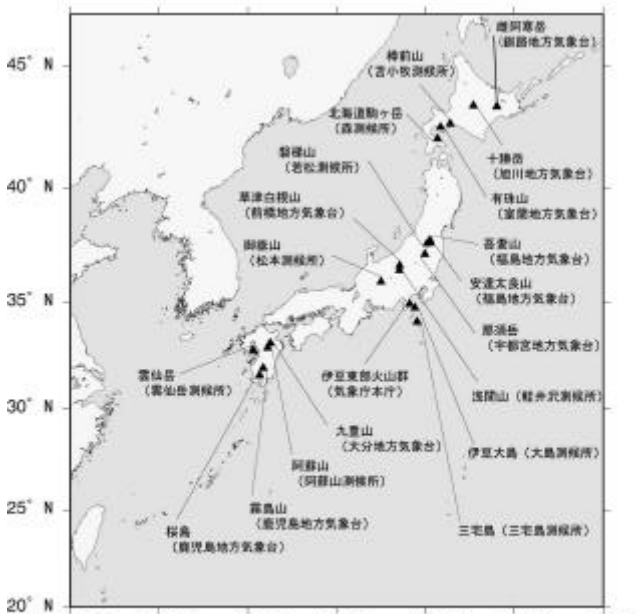 雌阿寒岳
(釧路地方気象台)
樽前山
(苫小牧測候所)
北海道駒ヶ岳
(森測候所)
磐梯山
(若松測候所)
草津白根山
(前橋地方気象台)
御嶽山
(松本測候所)
十勝岳
(旭川地方気象台)
有珠山
(室蘭地方気象台)
吾妻山
(福島地方気象台)
安達太良山
(福島地方気象台)
那須岳
(宇都宮地方気象台)
浅間山(軽井沢測候所)
伊豆大島(大島測候所)
三宅島(三宅島測候所)
伊豆東部火山群
(気象庁本庁)
雲仙岳
(雲仙岳測候所)
九重山
(大分地方気象台)
阿蘇山
(阿蘇山測候所)
霧島山
(鹿児島地方気象台)
桜島
(鹿児島地方気象台)
45° N
40° N
35° N
30° N
25° N
20° N